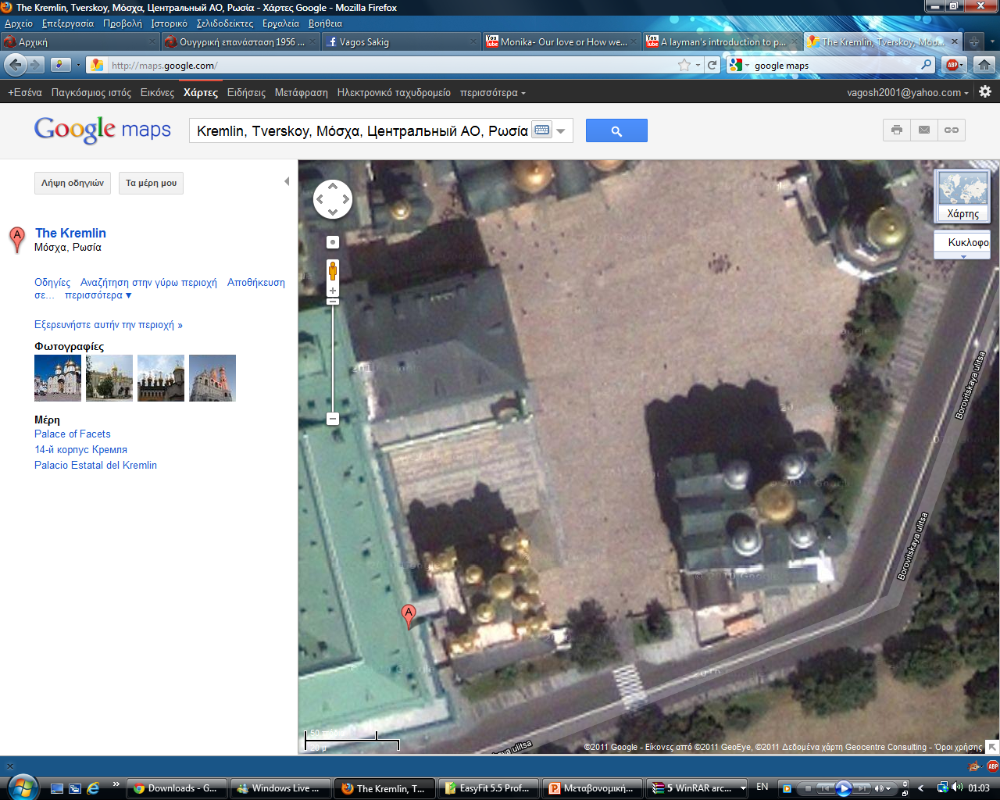 The Kremlin, Tverskoy, Μόσχα, Центральный АО, Ρωσία - Χάρτες Google - Mozilla Firefox
Αρχείο Επεξεργασία Προβολή Ιστορικό Σελιδοδείκτες Εργαλεία Βοήθεια
Αρχική
Ουγγρική επανάσταση 1956 ...
Vagos Sakig
Monika- Our love or How we...
A layman's introduction to p...
The Kremlin, Tverskoy, Μόσ...
http://maps.google.com/
google maps
+Εσένα Παγκόσμιος ιστός Εικόνες Χάρτες Ειδήσεις Μετάφραση Ηλεκτρονικό ταχυδρομείο περισσότερα
vagosh2001@yahoo.com
Google maps
Kremlin, Tverskoy, Μόσχα, Центральный АО, Ρωσία
Λήψη οδηγιών Τα μέρη μου
A The Kremlin
Μόσχα, Ρωσία
Οδηγίες Αναζήτηση στην γύρω περιοχή Αποθήκευση
σε... περισσότερα ▼
Εξερευνήστε αυτήν την περιοχή »
Φωτογραφίες
Μέρη
Palace of Facets
14-й корпус Кремля
Palacio Estatal del Kremlin
Χάρτης
Κυκλοφο
Borovitskaya ulitsa
Borovitskaya ulitsa
A
ulitsa
20 μ
©2011 Google - Εικόνες από ©2011 GeoEye, ©2011 Δεδομένα χάρτη Geocentre Consulting - Όροι χρήσης
ABP
Downloads - G...
Windows Live ...
The Kremlin, T...
EasyFit 5.5 Prof...
Μεταβονομική...
5 WinRAR arc...
EN
01:03